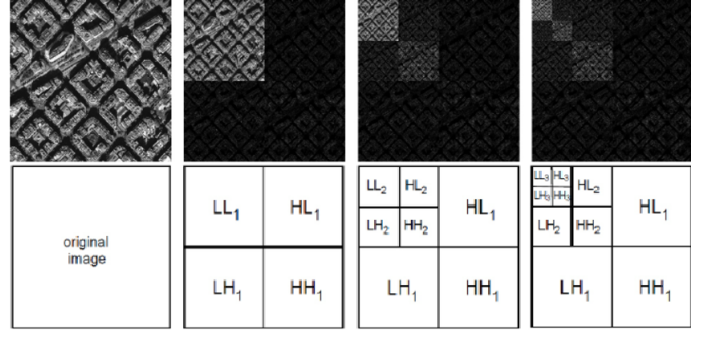 original
image
LL₁ HL₁
LH₁ HH₁
LL₂ HL₂
LH₂ HH₂
HL₁
LH₁ HH₁
LL₃ HL₃
LH₃ HH₃
HL₂
LH₂ HH₂
HL₁
LH₁ HH₁